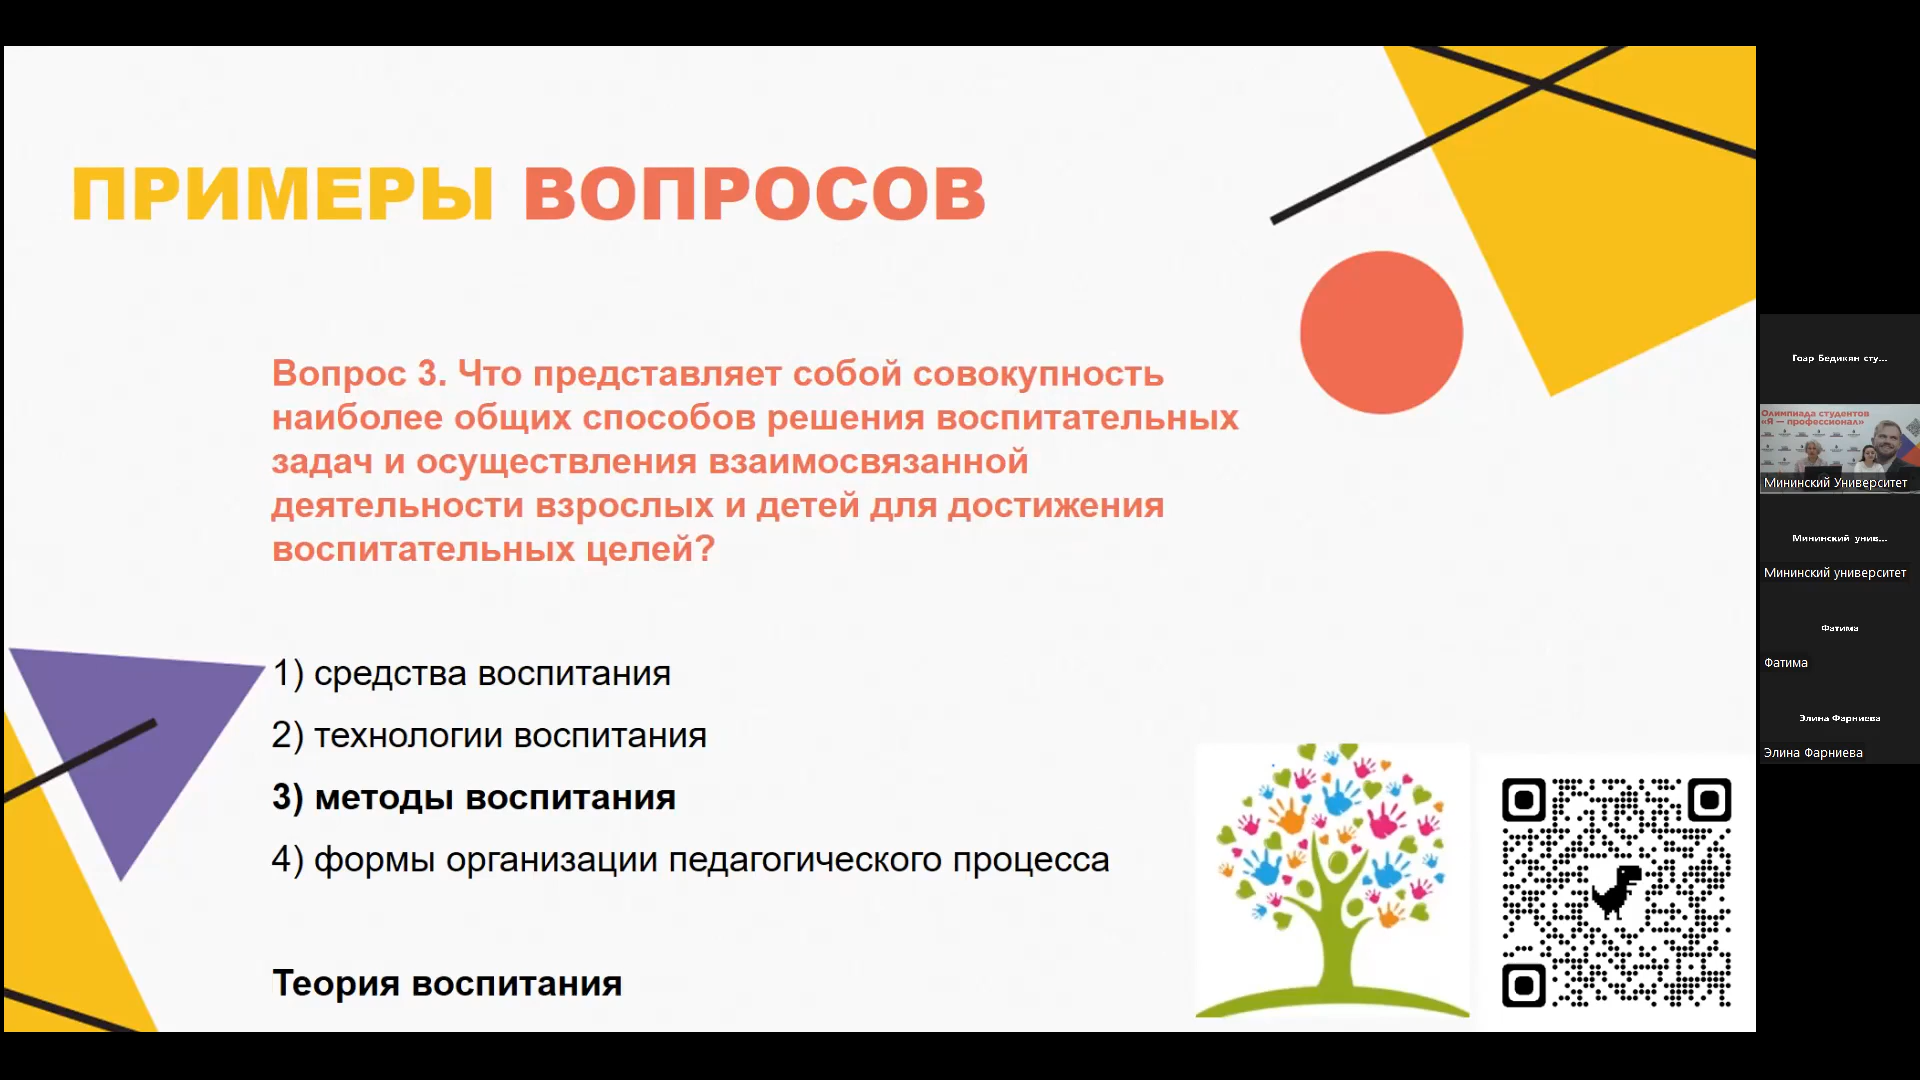 ПРИМЕРЫ ВОПРОСОВ
Вопрос 3. Что представляет собой совокупность
наиболее общих способов решения воспитательных
задач и осуществления взаимосвязанной
деятельности взрослых и детей для достижения
воспитательных целей?
1) средства воспитания
2) технологии воспитания
3) методы воспитания
4) формы организации педагогического процесса
Теория воспитания
Гоар Бедикян сту...
Олимпиада студентов
«Я — профессионал»
Мининский Университет
Мининский унив...
Мининский университет
Фатима
Фатима
Элина Фарниева
Элина Фарниева